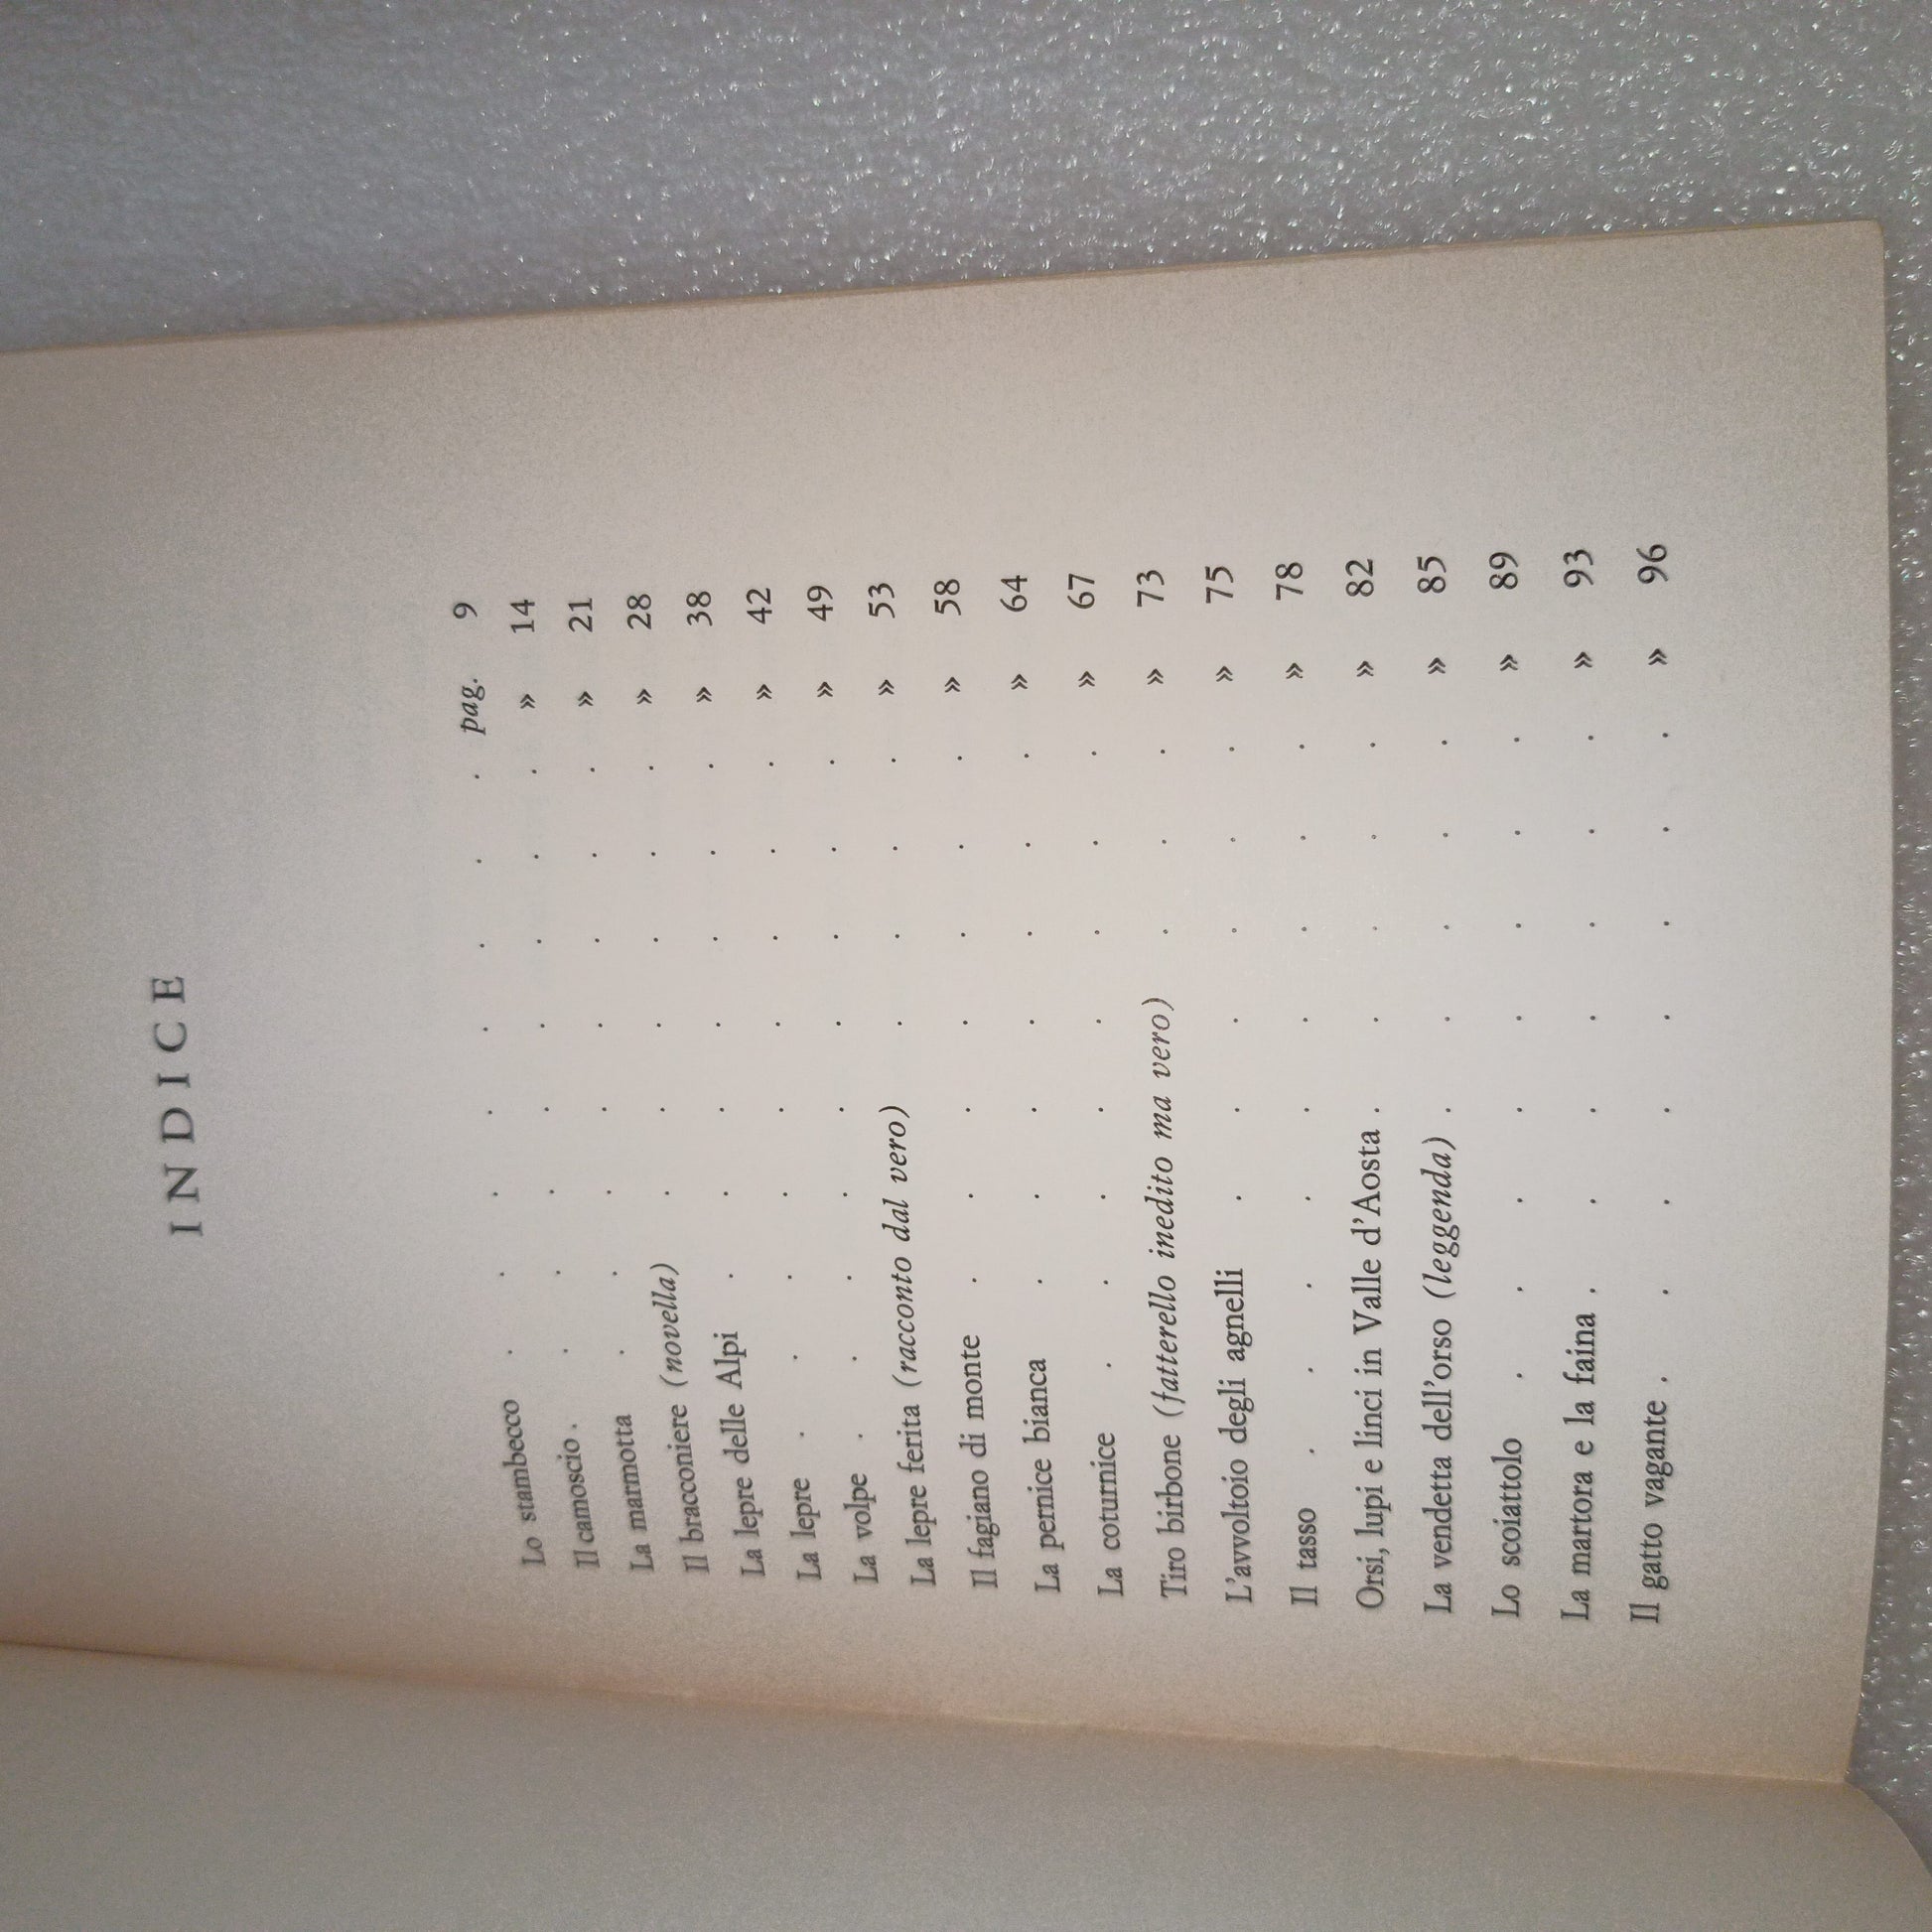 INDICE
Lo stambecco . . . . . . . . pag. 9
Il camoscio . . . . . . . . . » 14
La marmotta . . . . . . . . » 21
Il bracconiere (novella) . . . . . . » 28
La lepre delle Alpi . . . . . . . » 38
La lepre . . . . . . . . . » 42
La volpe . . . . . . . . . » 49
La lepre ferita (racconto dal vero) . . . . » 53
Il fagiano di monte . . . . . . . » 58
La pernice bianca . . . . . . . » 64
La coturnice . . . . . . . . » 67
Tiro birbone (fatterello inedito ma vero) . . . » 73
L'avvoltoio degli agnelli . . . . . . » 75
Il tasso . . . . . . . . . » 78
Orsi, lupi e linci in Valle d'Aosta . . . . . » 82
La vendetta dell'orso (leggenda) . . . . . » 85
Lo scoiattolo . . . . . . . . » 89
La martora e la faina . . . . . . . » 93
Il gatto vagante . . . . . . . . » 96